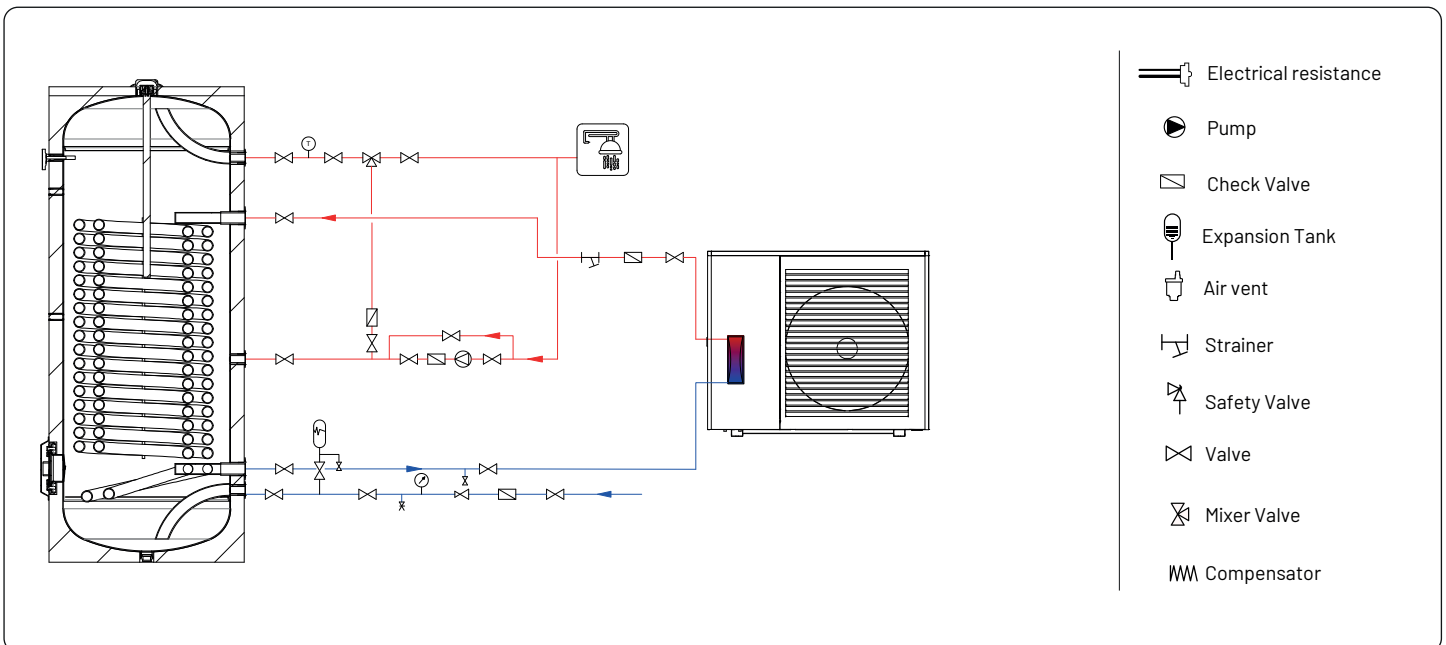 T
Electrical resistance
Pump
Check Valve
Expansion Tank
Air vent
Strainer
Safety Valve
Valve
Mixer Valve
Compensator